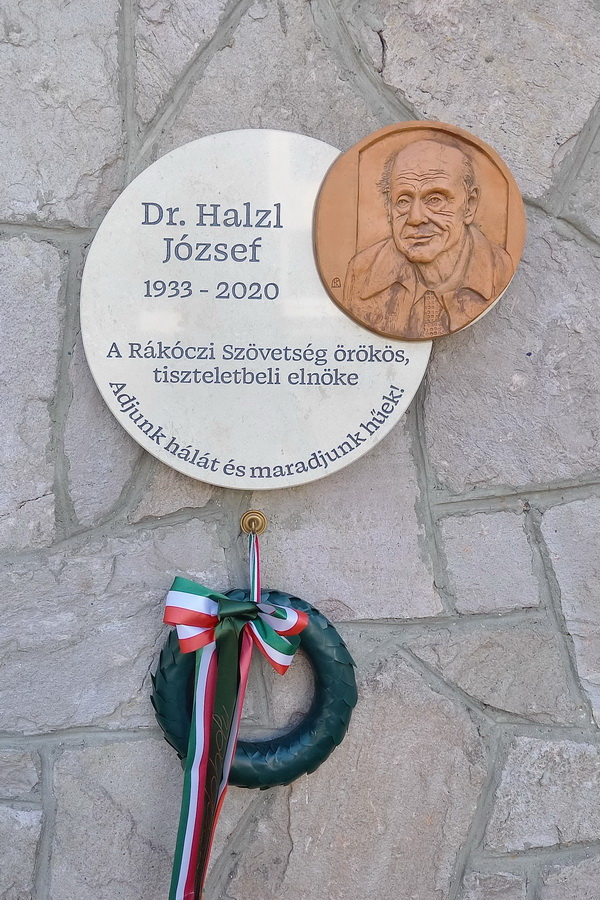 Dr. Halzl
József
1933 - 2020
A Rákóczi Szövetség örökös,
tiszteletbeli elnöke
Adjunk hálát és maradjunk hűek!